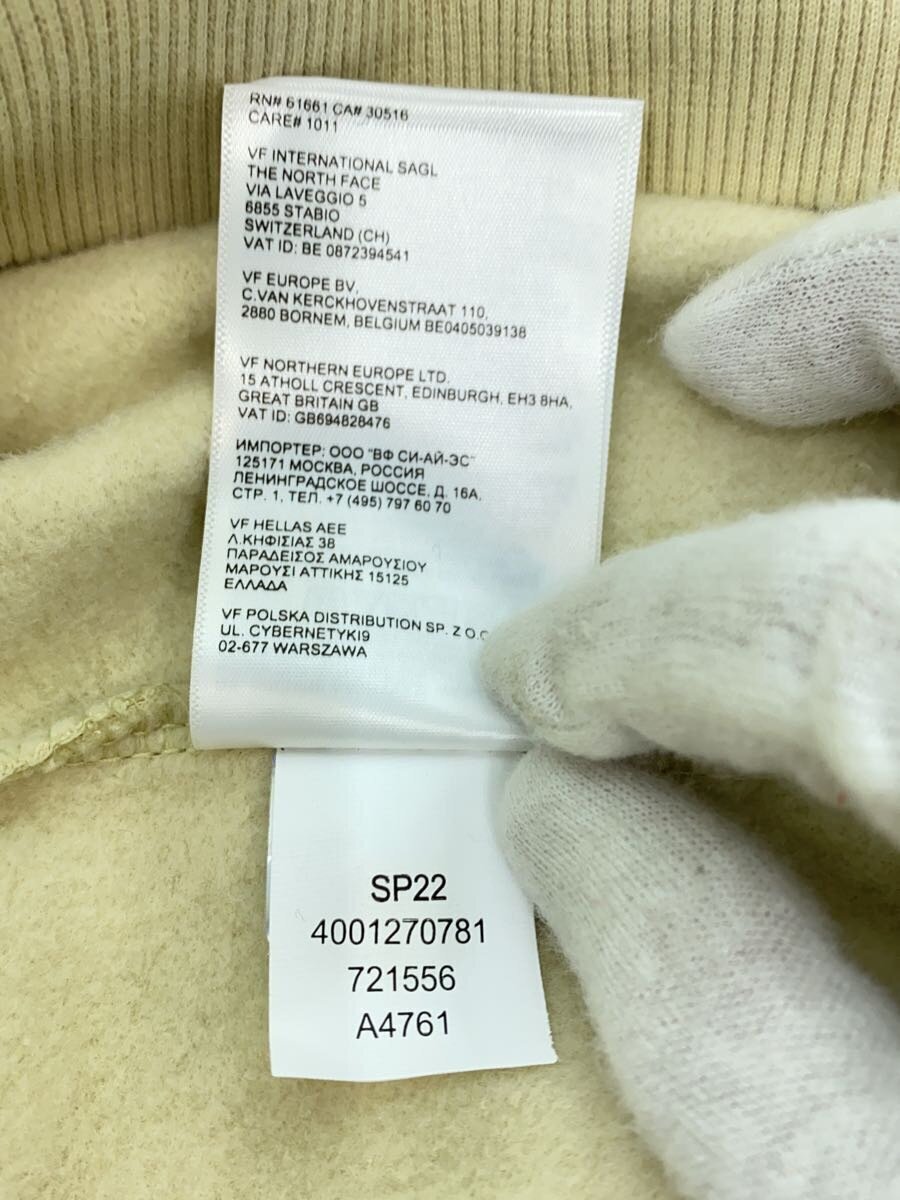 RN# 61661 CA# 30516
CARE# 1011
VF INTERNATIONAL SAGL
THE NORTH FACE
VIA LAVEGGIO 5
6855 STABIO
SWITZERLAND (CH)
VAT ID: BE 0872394541
VF EUROPE BV,
C.VAN KERCKHOVENSTRAAT 110,
2880 BORNEM, BELGIUM BE0405039138
VF NORTHERN EUROPE LTD.
15 ATHOLL CRESCENT, EDINBURGH, EH3 8HA,
GREAT BRITAIN GB
VAT ID: GB694828476
ИМПОРТЕР: ООО "ВФ СИ-АЙ-ЭС"
125171 МОСКВА, РОССИЯ
ЛЕНИНГРАДСКОЕ ШОССЕ, Д. 16А,
СТР. 1, ТЕЛ. +7 (495) 797 60 70
VF HELLAS AEE
Λ.ΚΗΦΙΣΙΑΣ 38
ΠΑΡΑΔΕΙΣΟΣ ΑΜΑΡΟΥΣΙΟΥ
ΜΑΡΟΥΣΙ ΑΤΤΙΚΗΣ 15125
ΕΛΛΑΔΑ
VF POLSKA DISTRIBUTION SP. Z O.O
UL. CYBERNETYKI9
02-677 WARSZAWA
SP22
4001270781
721556
A4761